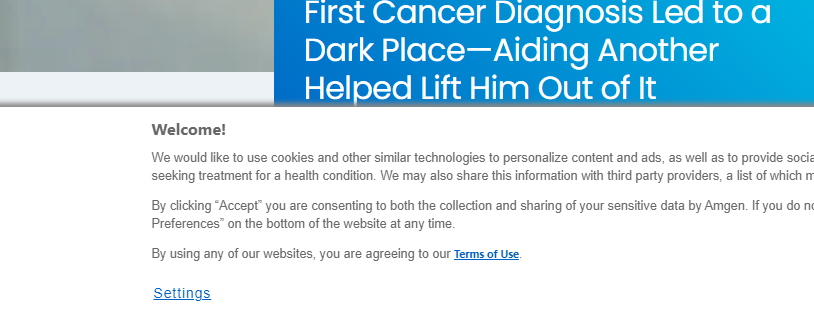 First Cancer Diagnosis Led to a
Dark Place—Aiding Another
Helped Lift Him Out of It
Welcome!
We would like to use cookies and other similar technologies to personalize content and ads, as well as to provide
seeking treatment for a health condition. We may also share this information with third party providers, a list of which
By clicking “Accept” you are consenting to both the collection and sharing of your sensitive data by Amgen. If you do
Preferences” on the bottom of the website at any time.
By using any of our websites, you are agreeing to our Terms of Use.
Settings